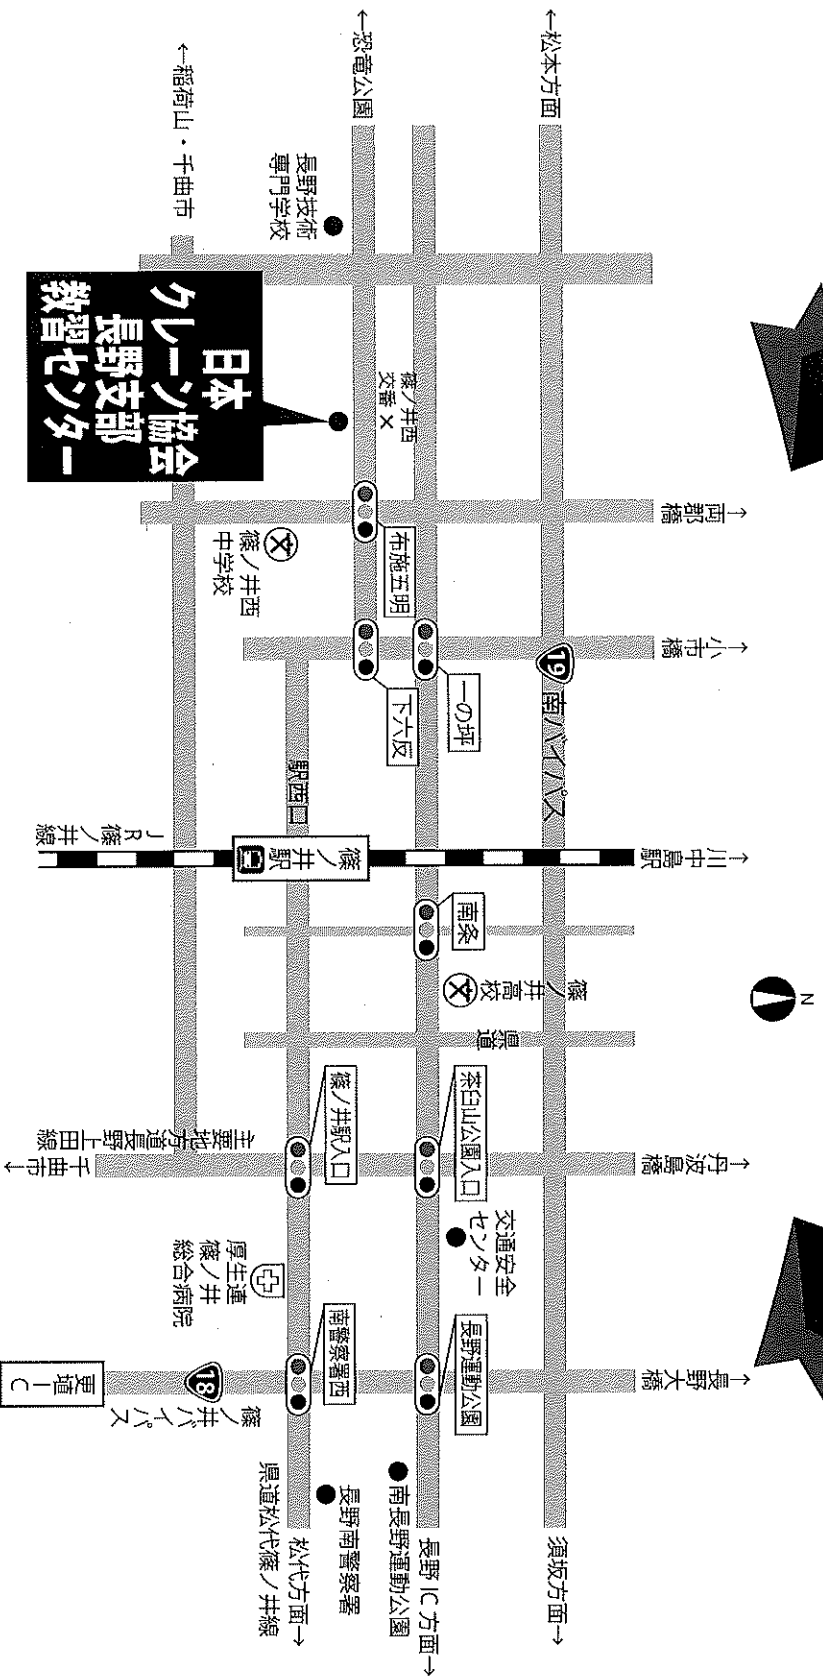 ←松本方面
←恐竜公園
←稲荷山・千曲市
長野技術
専門学校
日本
クレーン協会
長野支部
教習センター
篠ノ井西
交番×
←両郡橋
布施五明
文
篠ノ井西
中学校
←小市橋
19
南バイパス
一の坪
下六反
駅西口
JR篠ノ井線
篠ノ井駅
←川中島駅
南条
文
篠ノ井高校
N
県道
茶臼山公園入口
篠ノ井駅入口
主要地方道長野上田線
千曲市→
←丹波島橋
交通安全
センター
厚生連
篠ノ井
総合病院
長野運動公園
南警察署西
←長野大橋
18
篠ノ井バイパス
更埴IC
南長野運動公園
長野南警察署
県道松代篠ノ井線
須坂方面→
長野IC方面→
松代方面→